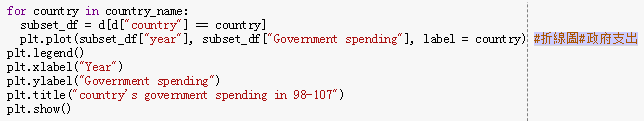 for country in country_name:
  subset_df = d[d["country"] == country]
  plt.plot(subset_df["year"], subset_df["Government spending"], label = country) #折線圖#政府支出
plt.legend()
plt.xlabel("Year")
plt.ylabel("Government spending")
plt.title("country's government spending in 98-107")
plt.show()